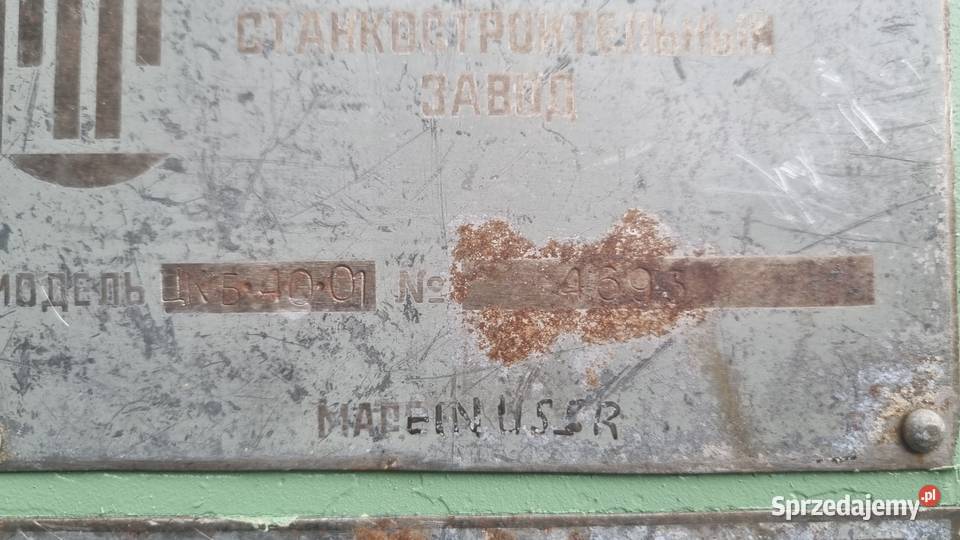 СТАНКОСТРОИТЕЛЬНЫЙ
ЗАВОД
МОДЕЛЬ ЦКБ·40·01 № 4693
MADE IN USSR
Sprzedajemy.pl